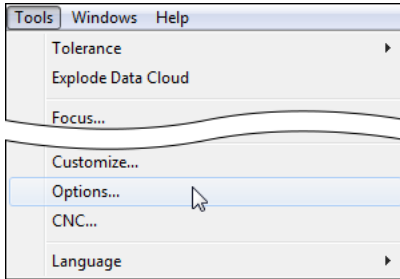 Tools Windows Help
Tolerance
Explode Data Cloud
Focus...
Customize...
Options...
CNC...
Language